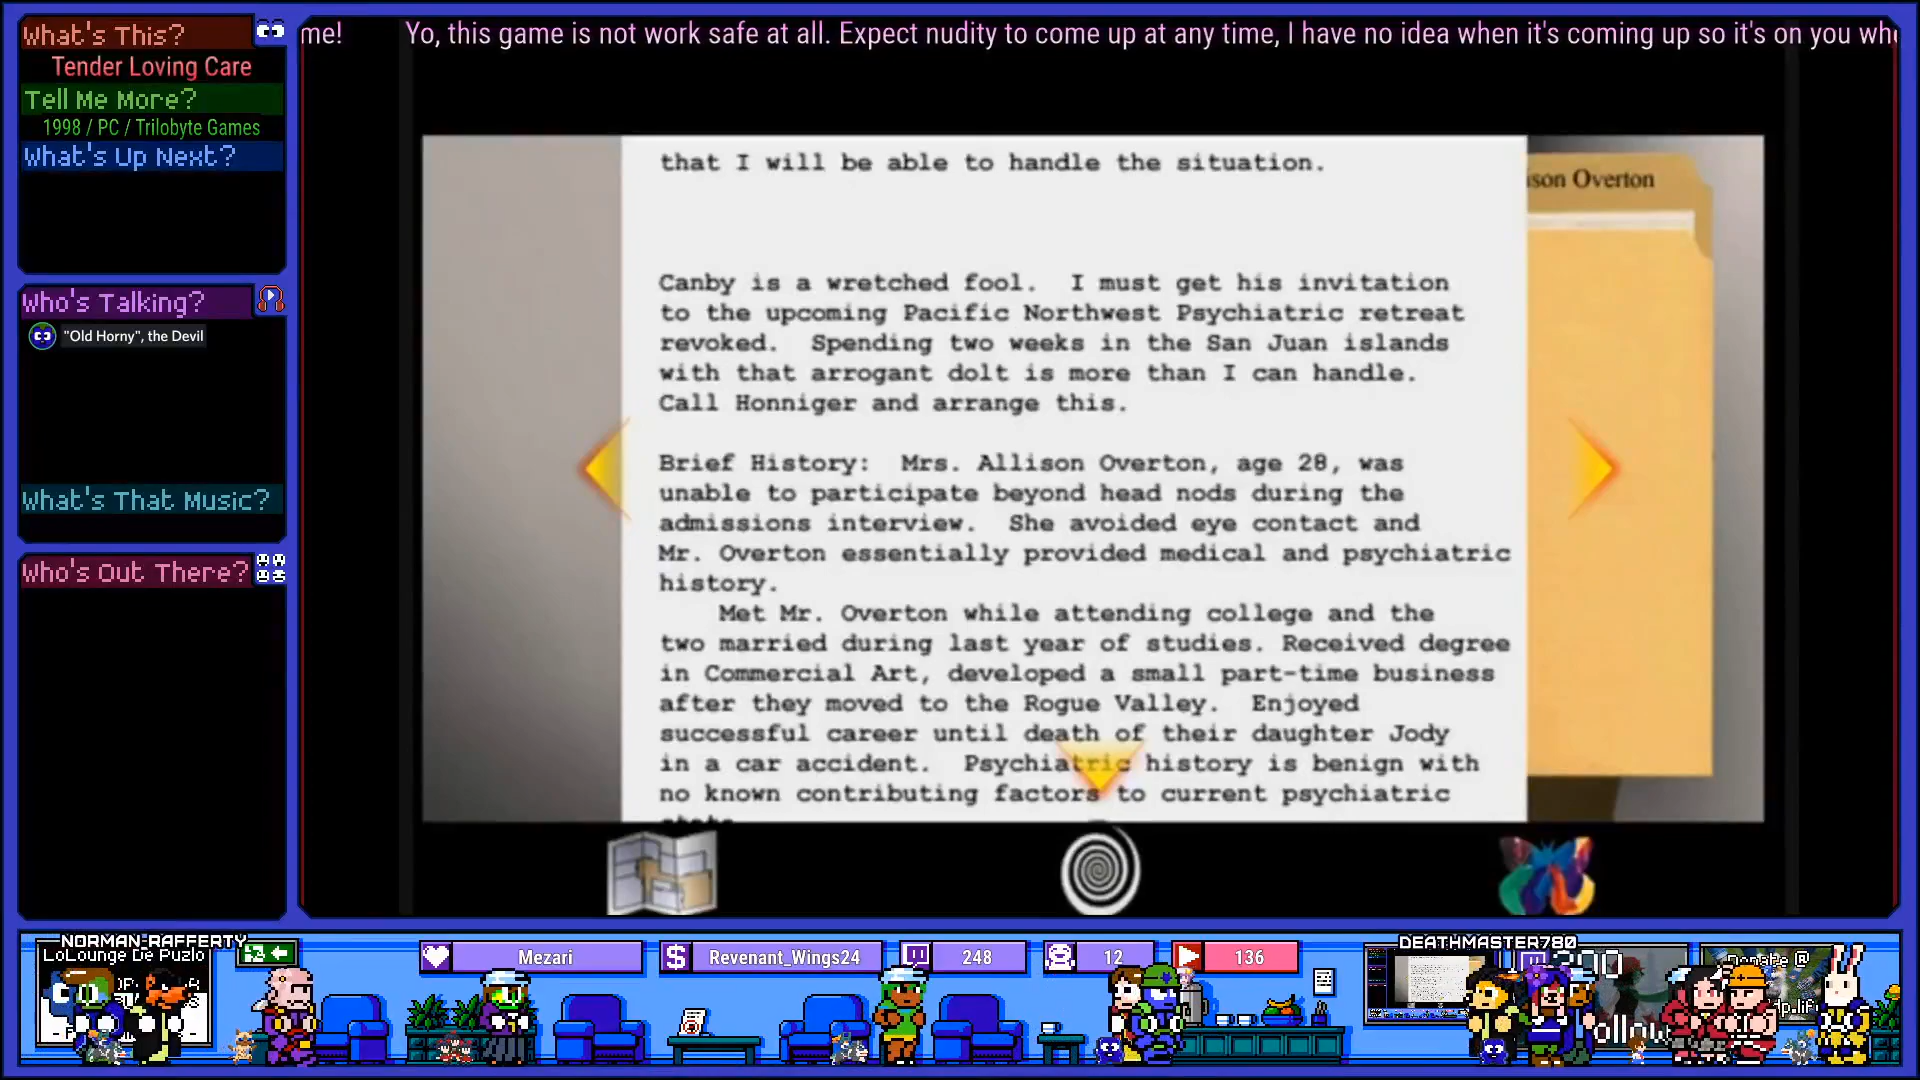 What's This?
Tender Loving Care
Tell Me More?
1998 / PC / Trilobyte Games
What's Up Next?
Who's Talking?
"Old Horny", the Devil
What's That Music?
Who's Out There?
me! Yo, this game is not work safe at all. Expect nudity to come up at any time, I have no idea when it's coming up so it's on you wh
that I will be able to handle the situation.
Canby is a wretched fool. I must get his invitation
to the upcoming Pacific Northwest Psychiatric retreat
revoked. Spending two weeks in the San Juan islands
with that arrogant dolt is more than I can handle.
Call Honniger and arrange this.
Brief History: Mrs. Allison Overton, age 28, was
unable to participate beyond head nods during the
admissions interview. She avoided eye contact and
Mr. Overton essentially provided medical and psychiatric
history.
Met Mr. Overton while attending college and the
two married during last year of studies. Received degree
in Commercial Art, developed a small part-time business
after they moved to the Rogue Valley. Enjoyed
successful career until death of their daughter Jody
in a car accident. Psychiatric history is benign with
no known contributing factors to current psychiatric
son Overton
NORMAN-RAFFERTY
LoLounge De Puzlo
Mezari
Revenant_Wings24
248
12
136
DEATHMASTER780
Donate @